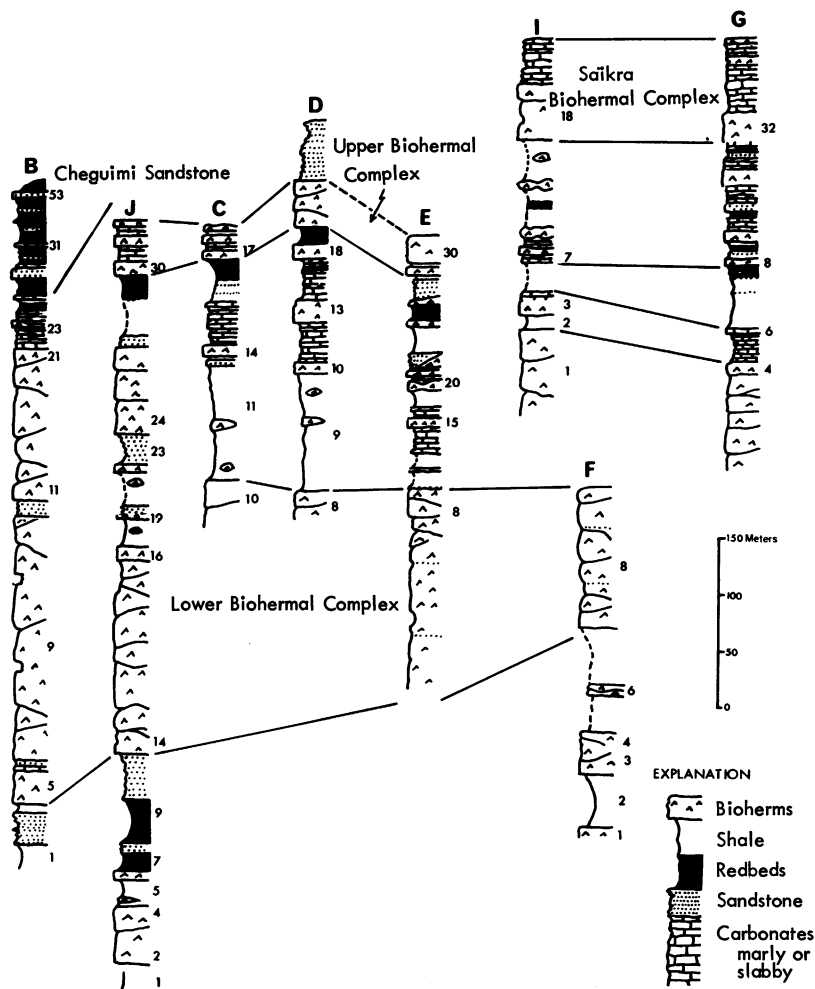 I
G
Saïkra
Biohermal Complex
18
32
7
8
3
2
6
1
4
D
Upper Biohermal
Complex
B
Cheguimi Sandstone
53
31
23
21
11
9
5
1
J
30
24
23
19
16
14
9
7
5
4
2
1
C
17
14
11
10
18
13
10
9
8
E
30
20
15
8
F
8
6
4
3
2
1
Lower Biohermal Complex
150 Meters
100
50
0
EXPLANATION
Bioherms
Shale
Redbeds
Sandstone
Carbonates
marly or
slabby